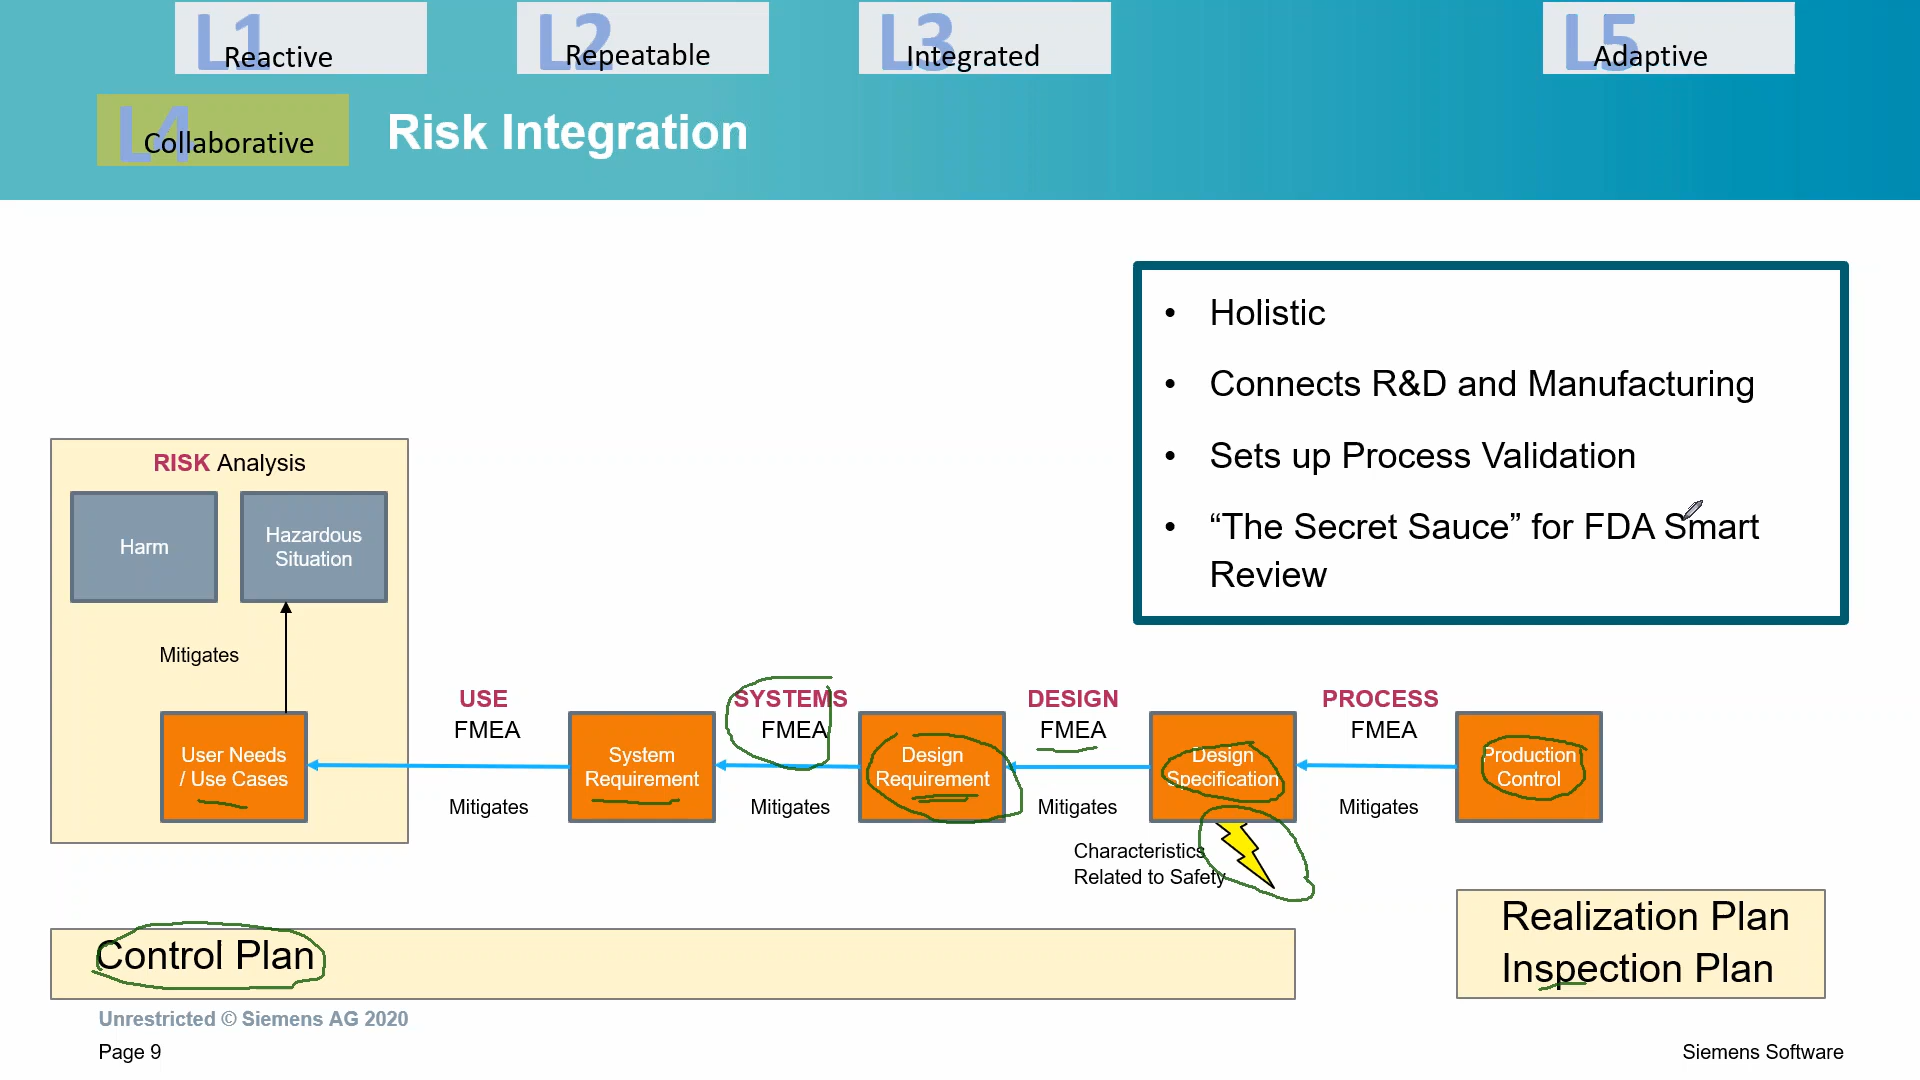 L1
Reactive
L2
Repeatable
L3
Integrated
L5
Adaptive
L4
Collaborative
Risk Integration
• Holistic
• Connects R&D and Manufacturing
• Sets up Process Validation
• “The Secret Sauce” for FDA Smart
Review
RISK Analysis
Harm
Hazardous
Situation
Mitigates
User Needs
/ Use Cases
USE
FMEA
Mitigates
System
Requirement
SYSTEMS
FMEA
Mitigates
Design
Requirement
DESIGN
FMEA
Mitigates
Design
Specification
Characteristics
Related to Safety
PROCESS
FMEA
Mitigates
Production
Control
Control Plan
Realization Plan
Inspection Plan
Unrestricted © Siemens AG 2020
Page 9
Siemens Software